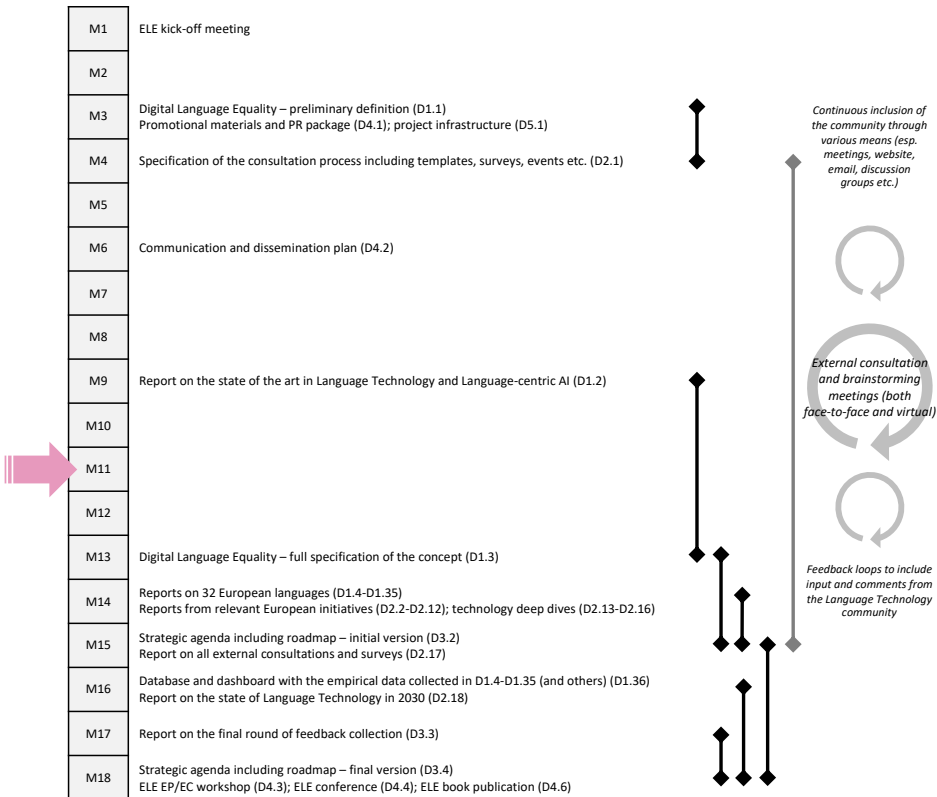 M1
ELE kick-off meeting
M2
M3
Digital Language Equality – preliminary definition (D1.1)
Promotional materials and PR package (D4.1); project infrastructure (D5.1)
M4
Specification of the consultation process including templates, surveys, events etc. (D2.1)
M5
M6
Communication and dissemination plan (D4.2)
M7
M8
M9
Report on the state of the art in Language Technology and Language-centric AI (D1.2)
M10
M11
M12
M13
Digital Language Equality – full specification of the concept (D1.3)
M14
Reports on 32 European languages (D1.4-D1.35)
Reports from relevant European initiatives (D2.2-D2.12); technology deep dives (D2.13-D2.16)
M15
Strategic agenda including roadmap – initial version (D3.2)
Report on all external consultations and surveys (D2.17)
M16
Database and dashboard with the empirical data collected in D1.4-D1.35 (and others) (D1.36)
Report on the state of Language Technology in 2030 (D2.18)
M17
Report on the final round of feedback collection (D3.3)
M18
Strategic agenda including roadmap – final version (D3.4)
ELE EP/EC workshop (D4.3); ELE conference (D4.4); ELE book publication (D4.6)
Continuous inclusion of
the community through
various means (esp.
meetings, website,
email, discussion
groups etc.)
External consultation
and brainstorming
meetings (both
face-to-face and virtual)
Feedback loops to include
input and comments from
the Language Technology
community